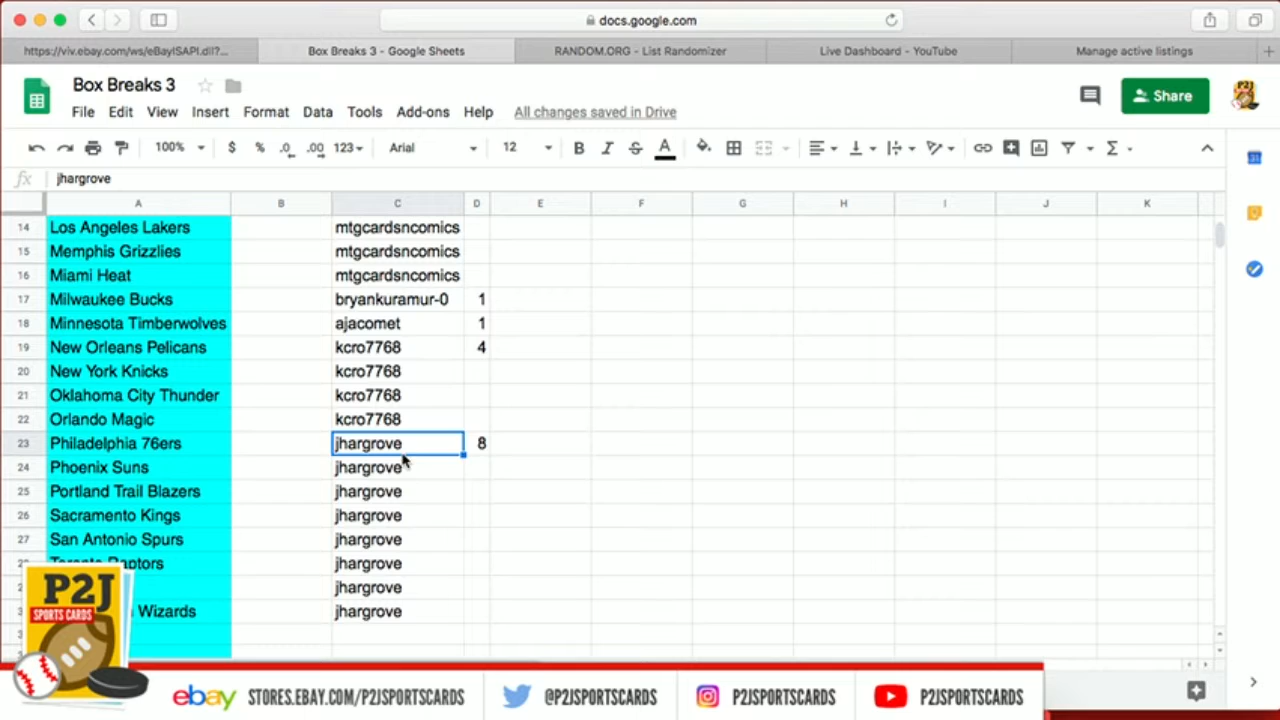 docs.google.com
https://viv.ebay.com/ws/eBayISAPI.dll?...
Box Breaks 3 - Google Sheets
RANDOM.ORG - List Randomizer
Live Dashboard - YouTube
Manage active listings
Box Breaks 3
File Edit View Insert Format Data Tools Add-ons Help All changes saved in Drive
Share
100% $ % .0 .00 123 Arial 12 B I S A Σ
fx jhargrove
A B C D E F G H I J K
14 Los Angeles Lakers mtgcardsncomics
15 Memphis Grizzlies mtgcardsncomics
16 Miami Heat mtgcardsncomics
17 Milwaukee Bucks bryankuramur-0 1
18 Minnesota Timberwolves ajacomet 1
19 New Orleans Pelicans kcro7768 4
20 New York Knicks kcro7768
21 Oklahoma City Thunder kcro7768
22 Orlando Magic kcro7768
23 Philadelphia 76ers jhargrove 8
24 Phoenix Suns jhargrove
25 Portland Trail Blazers jhargrove
26 Sacramento Kings jhargrove
27 San Antonio Spurs jhargrove
Toronto Raptors jhargrove
jhargrove
Wizards jhargrove
P2J
SPORTS CARDS
ebay STORES.EBAY.COM/P2JSPORTSCARDS @P2JSPORTSCARDS P2JSPORTSCARDS P2JSPORTSCARDS